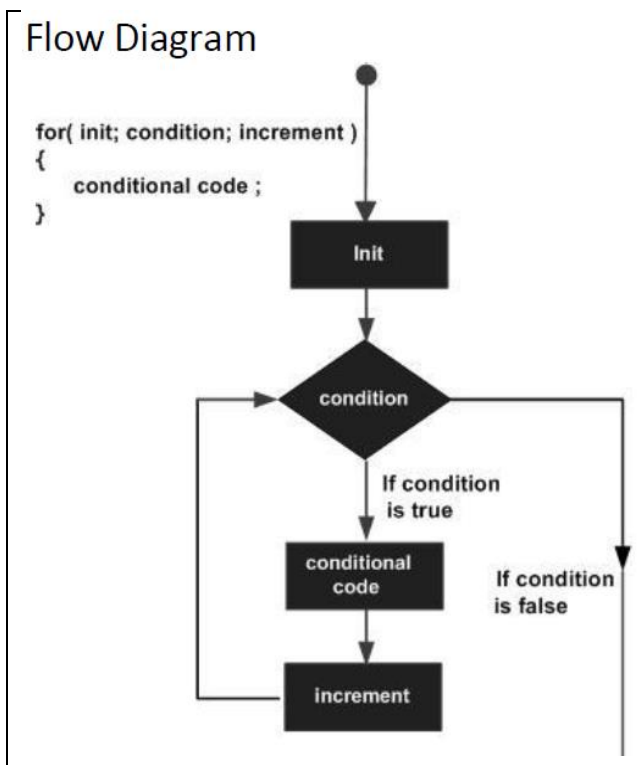 Flow Diagram
for( init; condition; increment )
{
conditional code ;
}
Init
condition
If condition
is true
conditional
code
If condition
is false
increment